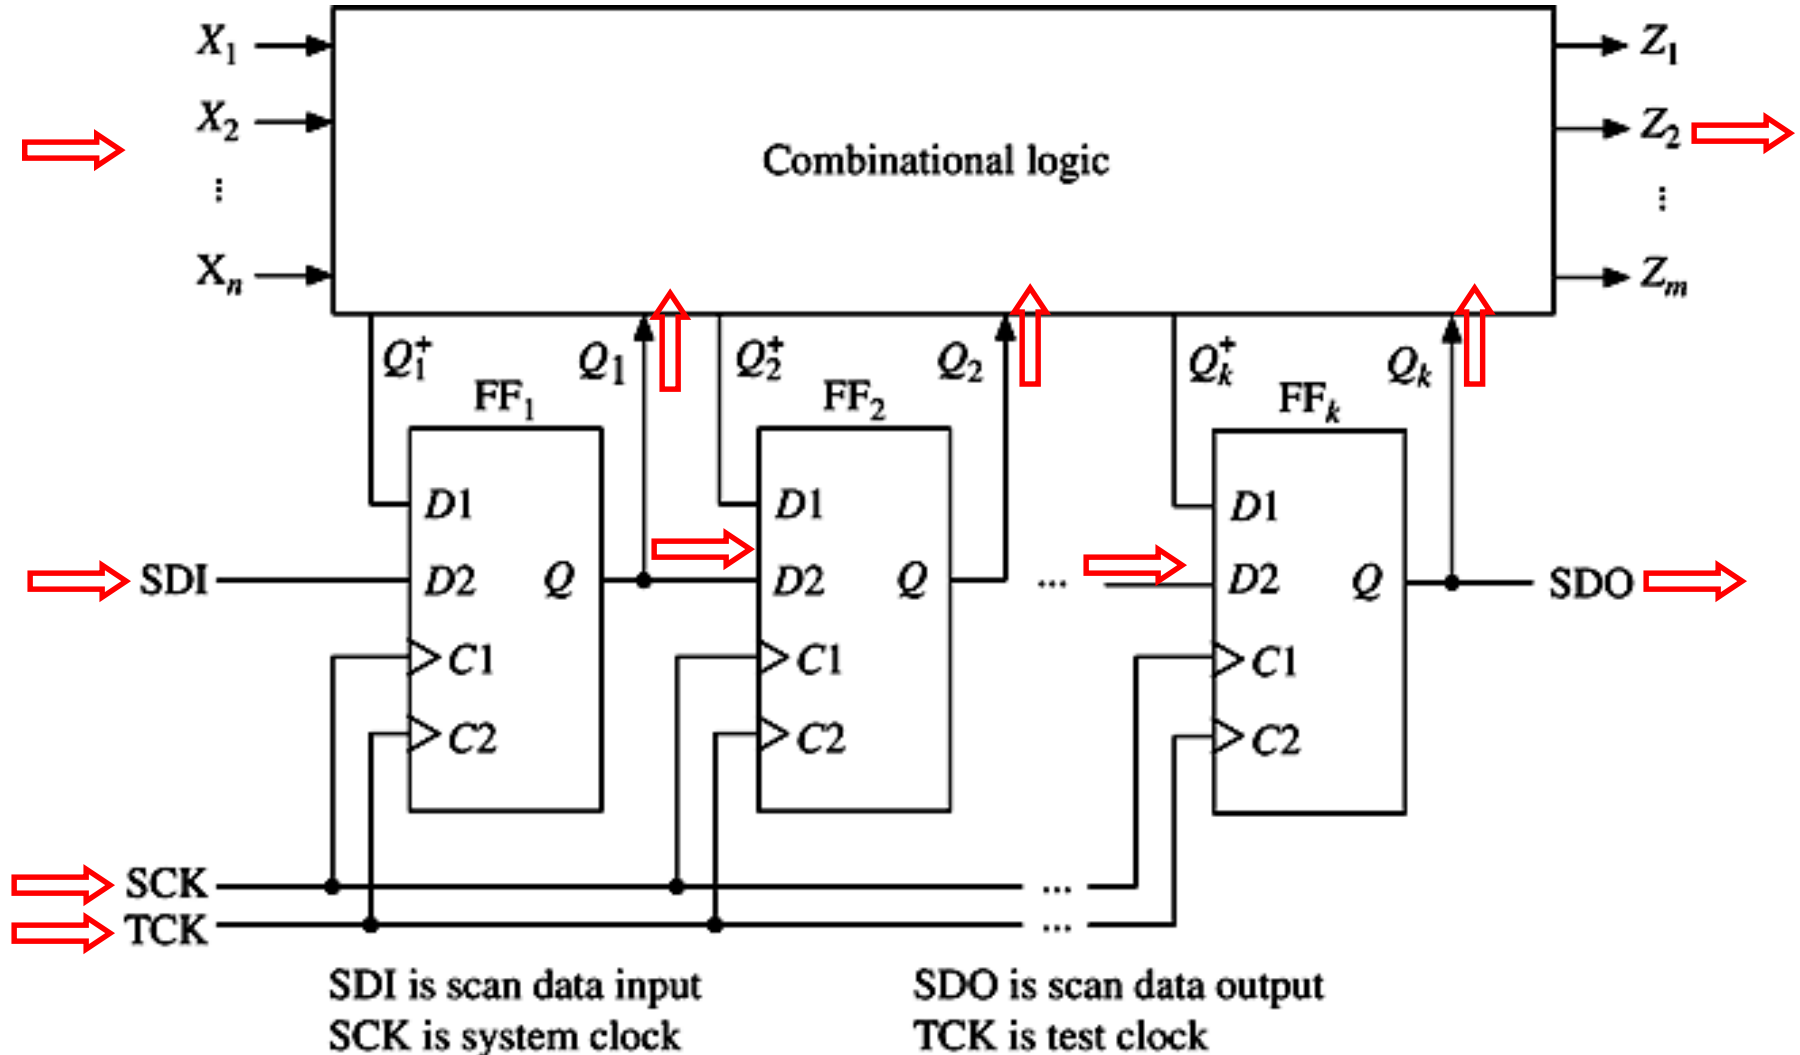 X₁
Z₁
X₂
Z₂
Combinational logic
⋮
⋮
Xₙ
Zₘ
Q₁⁺
Q₁
Q₂⁺
Q₂
Qₖ⁺
Qₖ
FF₁
FF₂
FFₖ
D1
D1
D1
SDI
D2
Q
D2
Q
...
D2
Q
SDO
C1
C1
C1
C2
C2
C2
SCK
...
TCK
...
SDI is scan data input
SDO is scan data output
SCK is system clock
TCK is test clock